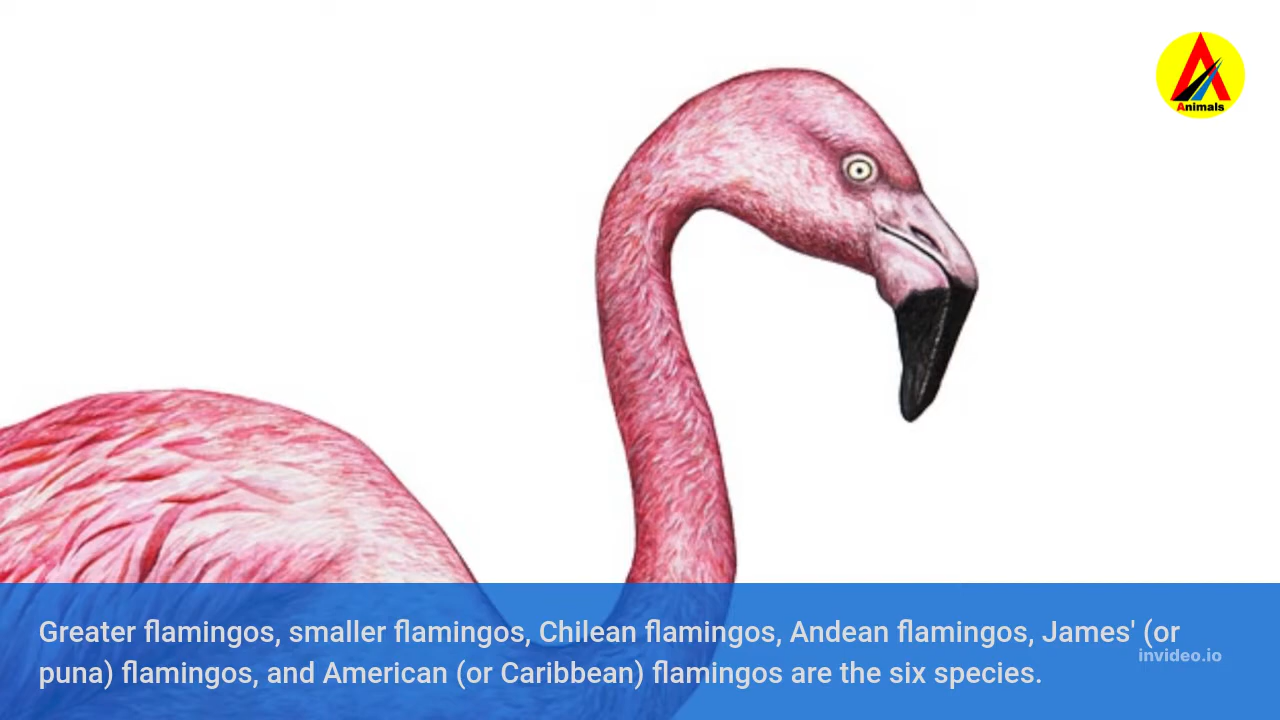 Animals
Greater flamingos, smaller flamingos, Chilean flamingos, Andean flamingos, James' (or
puna) flamingos, and American (or Caribbean) flamingos are the six species.
invideo.io